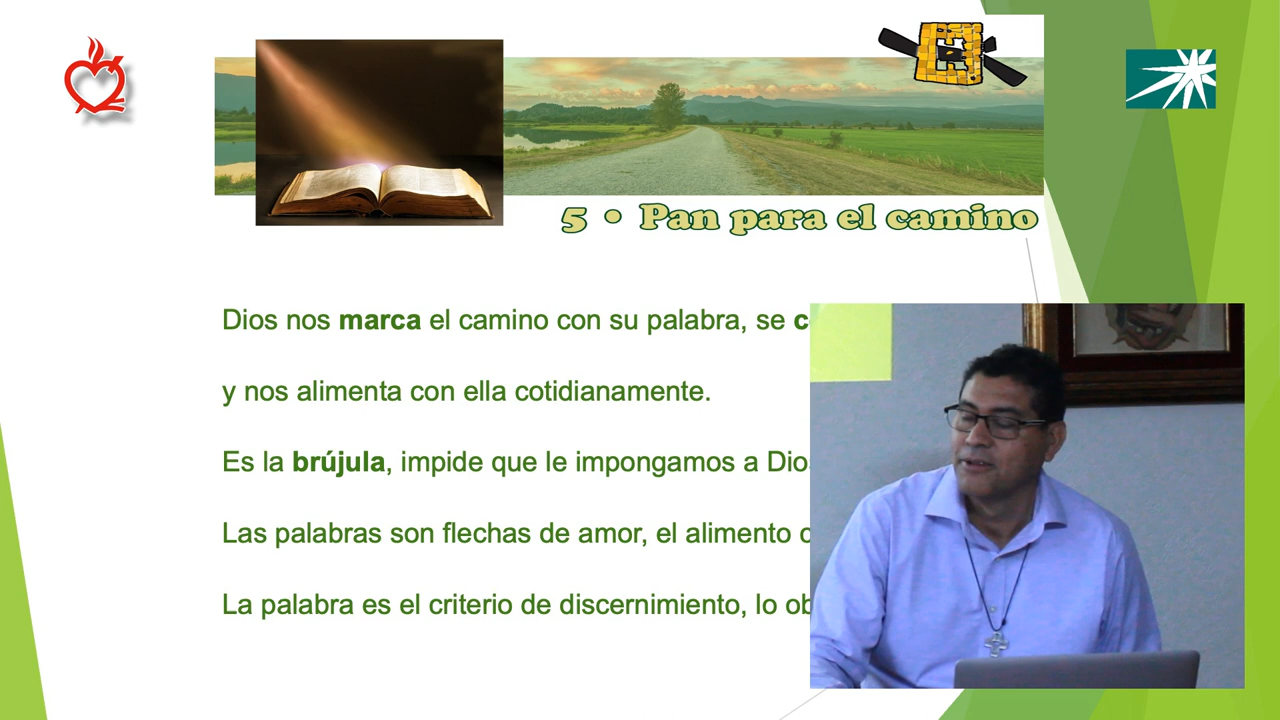 5 • Pan para el camino
Dios nos marca el camino con su palabra, se
y nos alimenta con ella cotidianamente.
Es la brújula, impide que le impongamos a
Las palabras son flechas de amor, el alimento
La palabra es el criterio de discernimiento, lo